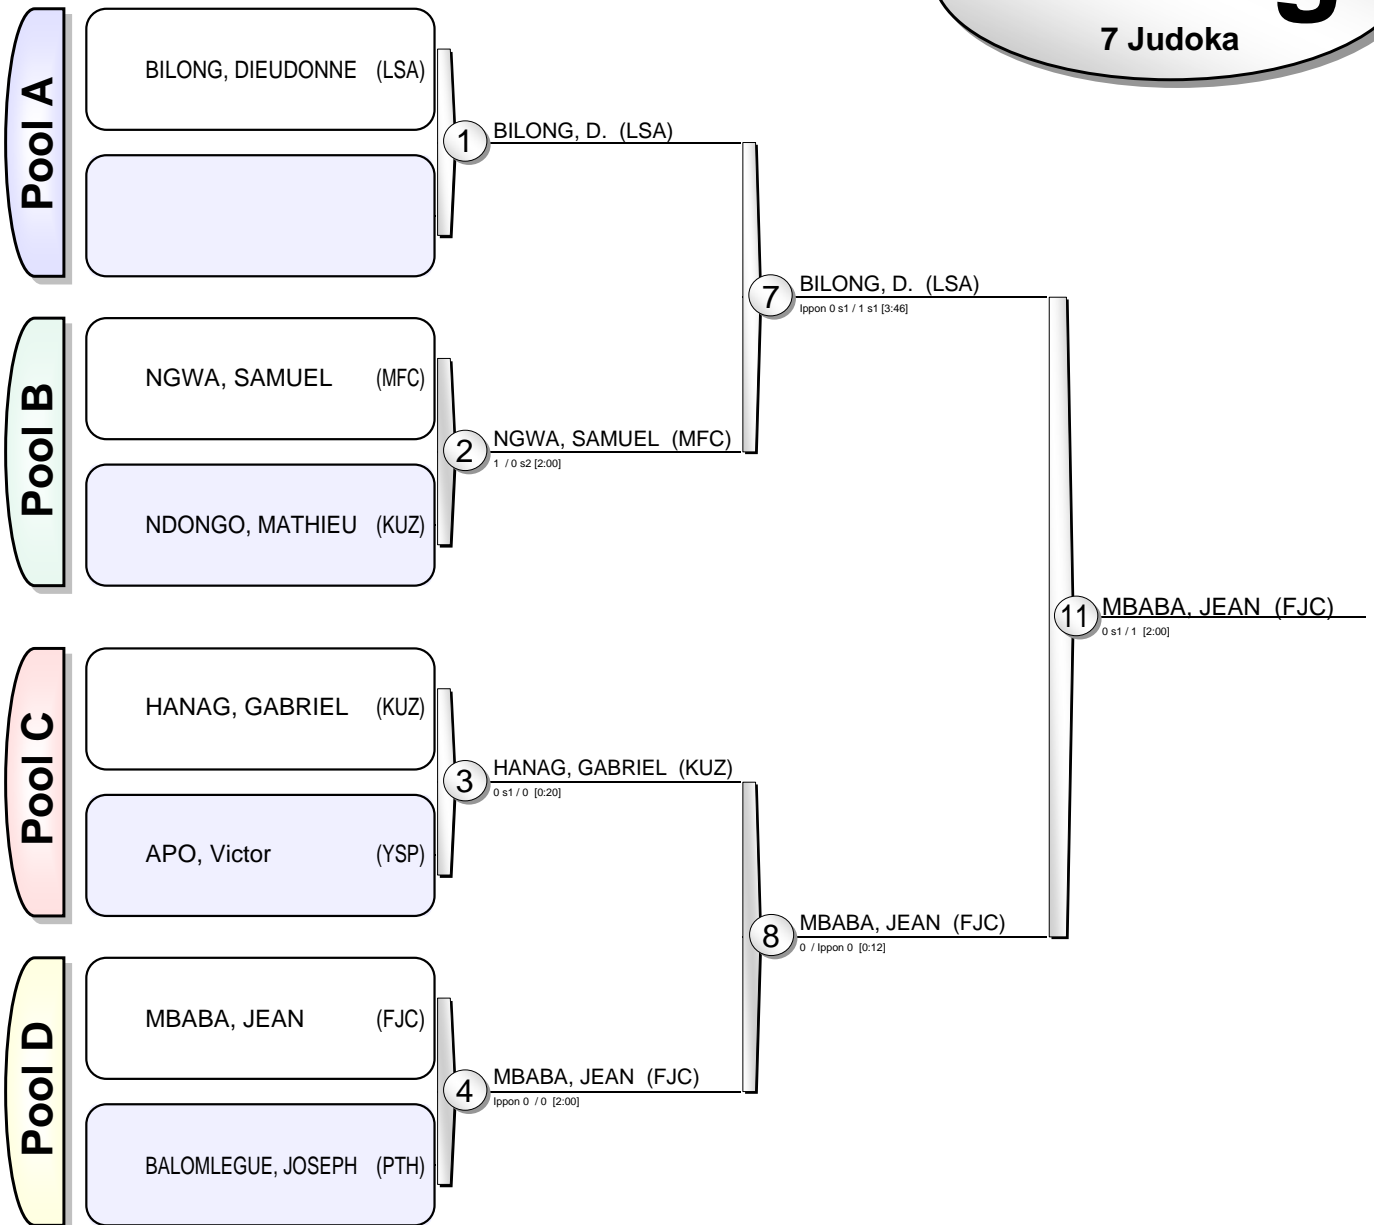 7 Judoka
Pool A
BILONG, DIEUDONNE (LSA)
1 BILONG, D. (LSA)
7 BILONG, D. (LSA)
Ippon 0 s1 / 1 s1 [3:46]
Pool B
NGWA, SAMUEL (MFC)
2 NGWA, SAMUEL (MFC)
1 / 0 s2 [2:00]
NDONGO, MATHIEU (KUZ)
11 MBABA, JEAN (FJC)
0 s1 / 1 [2:00]
Pool C
HANAG, GABRIEL (KUZ)
3 HANAG, GABRIEL (KUZ)
0 s1 / 0 [0:20]
APO, Victor (YSP)
8 MBABA, JEAN (FJC)
0 / Ippon 0 [0:12]
Pool D
MBABA, JEAN (FJC)
4 MBABA, JEAN (FJC)
Ippon 0 / 0 [2:00]
BALOMLEGUE, JOSEPH (PTH)